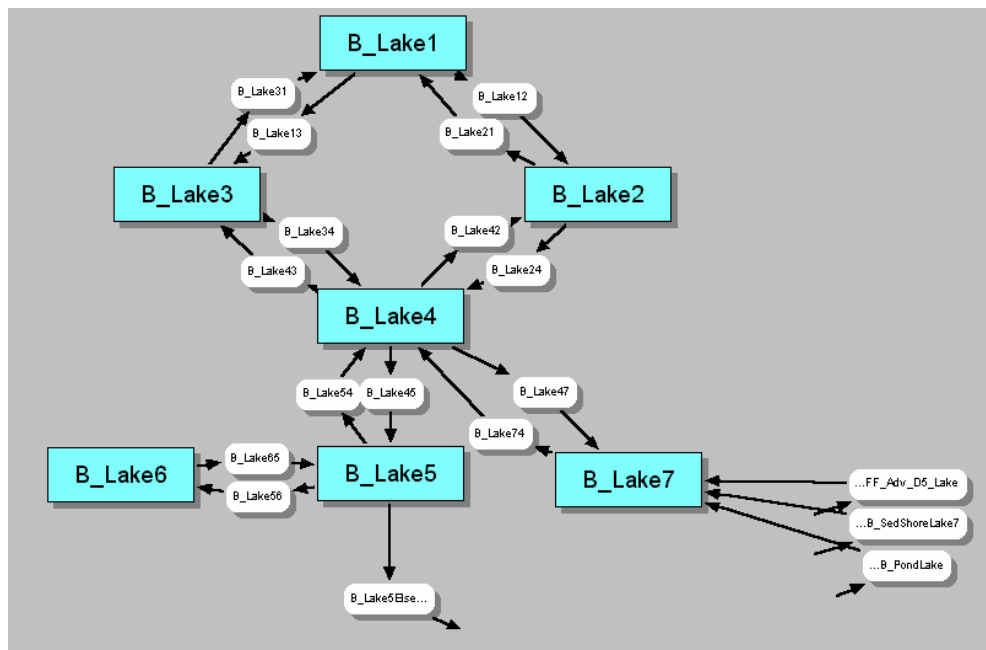 B_Lake1
B_Lake31
B_Lake12
B_Lake13
B_Lake21
B_Lake3
B_Lake2
B_Lake34
B_Lake42
B_Lake43
B_Lake24
B_Lake4
B_Lake54
B_Lake45
B_Lake47
B_Lake74
B_Lake6
B_Lake65
B_Lake56
B_Lake5
B_Lake7
...FF_Adv_D5_Lake
...B_SedShoreLake7
...B_PondLake
B_Lake5Else...